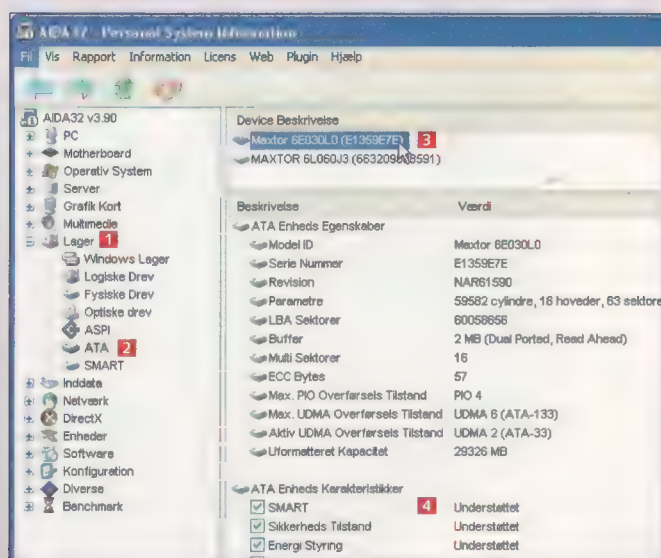 AIDA32 - Personal System Information
Fil Vis Rapport Information Licens Web Plugin Hjælp
AIDA32 v3.90
PC
Motherboard
Operativ System
Server
Grafik Kort
Multimedie
Lager 1
Windows Lager
Logiske Drev
Fysiske Drev
Optiske drev
ASPI
ATA 2
SMART
Inddata
Netværk
DirectX
Enheder
Software
Konfiguration
Diverse
Benchmark
Device Beskrivelse
Maxtor 6E030L0 (E1359E7E) 3
MAXTOR 6L060J3
Beskrivelse Værdi
ATA Enheds Egenskaber
Model ID Maxtor 6E030L0
Serie Nummer E1359E7E
Revision NAR61590
Parametre 59582 cylindre, 16 hoveder, 63 sektore
LBA Sektorer 60058656
Buffer 2 MB (Dual Ported, Read Ahead)
Multi Sektorer 16
ECC Bytes 57
Max. PIO Overførsels Tilstand PIO 4
Max. UDMA Overførsels Tilstand UDMA 6 (ATA-133)
Aktiv UDMA Overførsels Tilstand UDMA 2 (ATA-33)
Uformatteret Kapacitet 29326 MB
ATA Enheds Karakteristikker
SMART 4 Understøttet
Sikkerheds Tilstand Understøttet
Energi Styring Understøttet